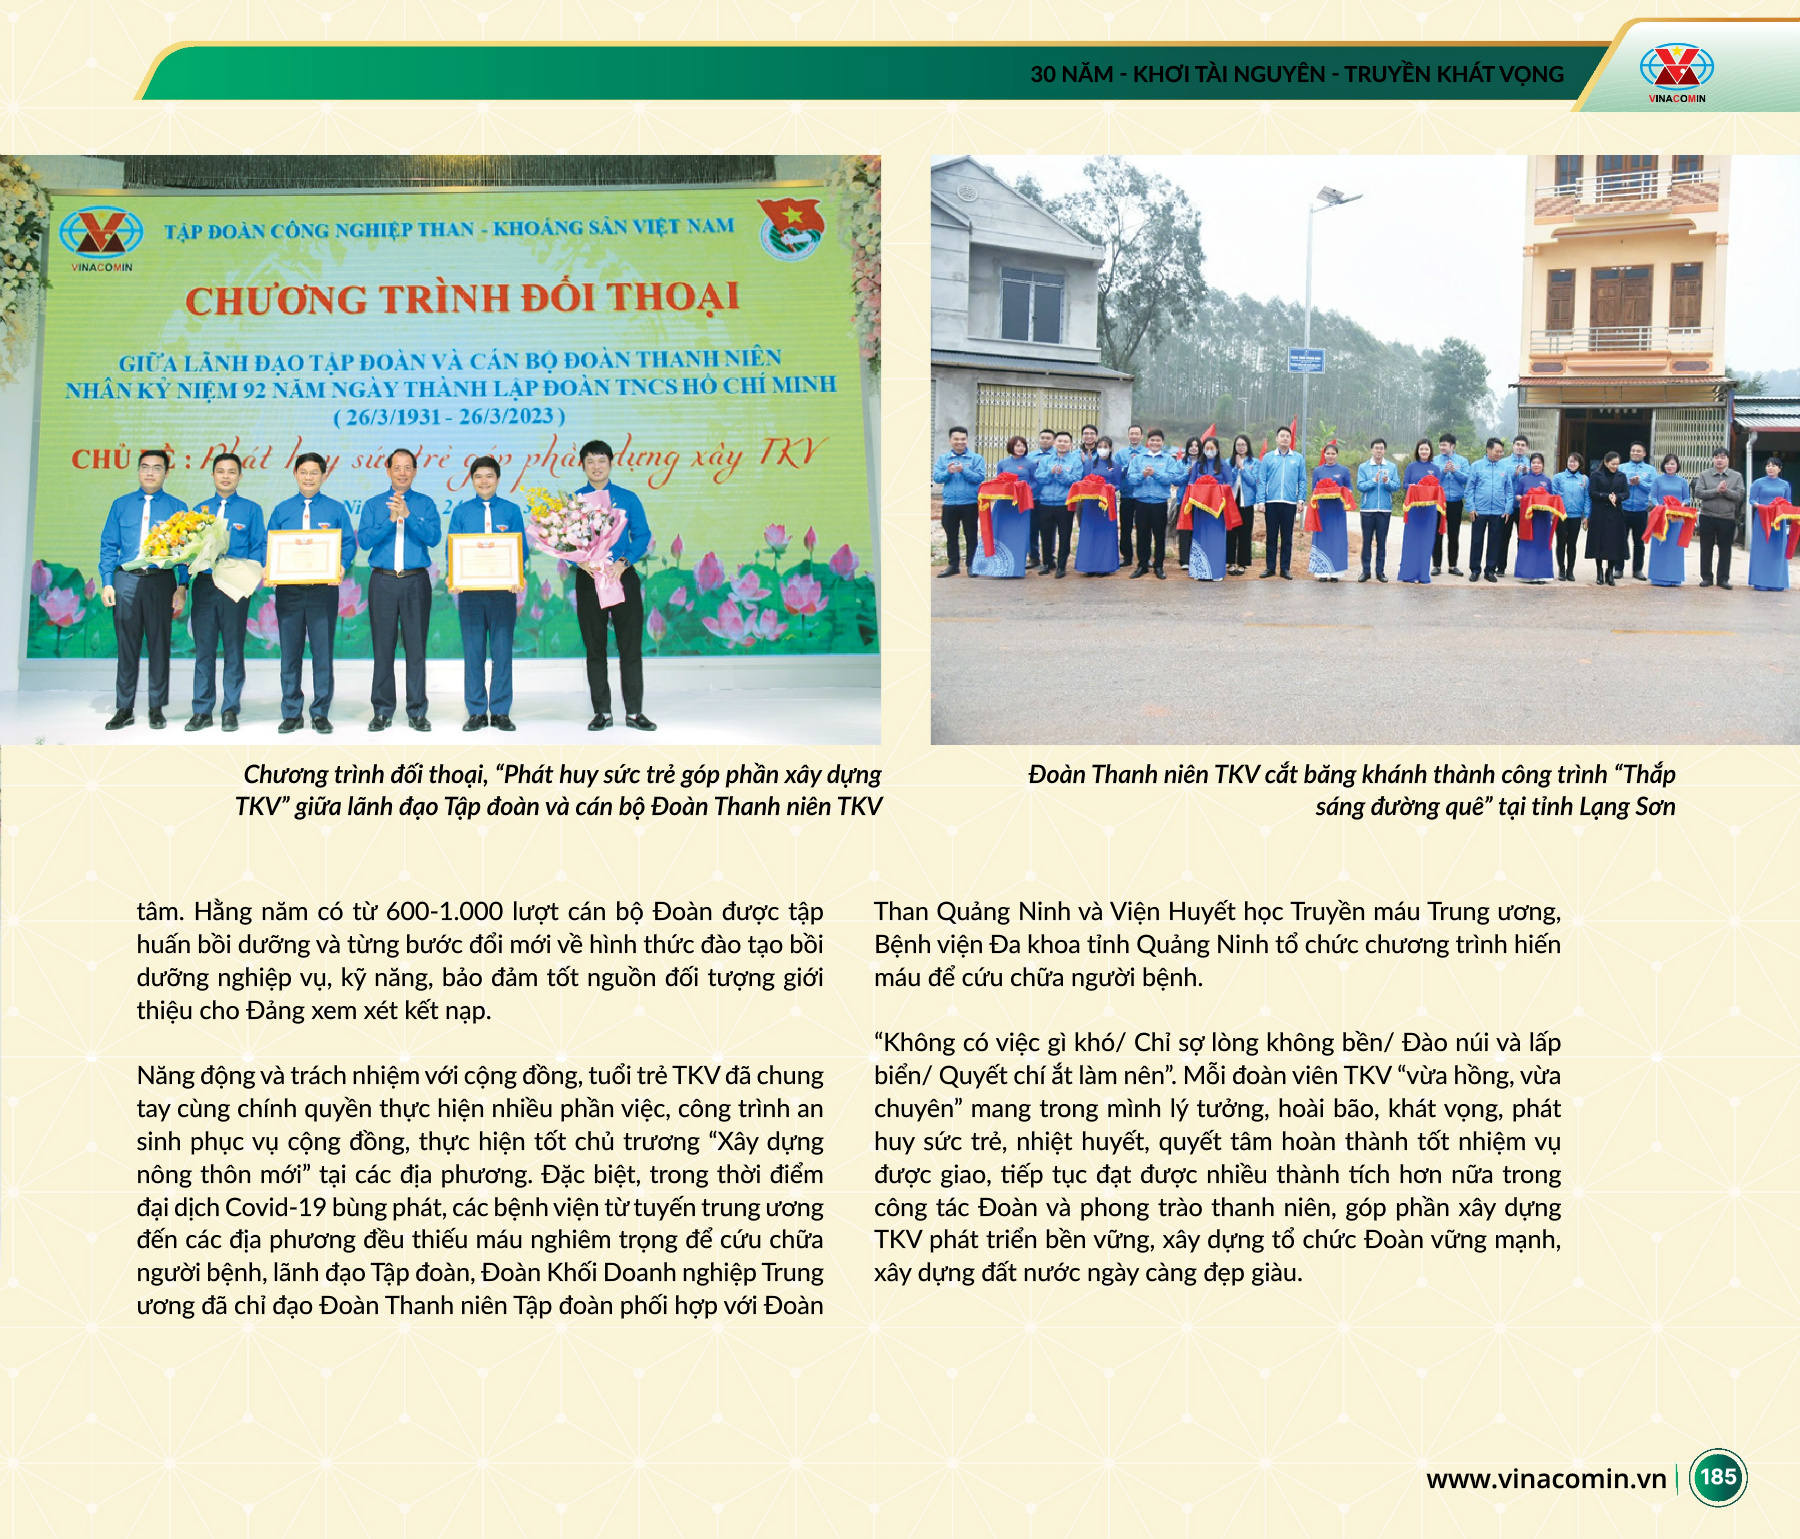 30 NĂM - KHƠI TÀI NGUYÊN - TRUYỀN KHÁT VỌNG
VINACOMIN
TẬP ĐOÀN CÔNG NGHIỆP THAN - KHOÁNG SẢN VIỆT NAM
VINACOMIN
CHƯƠNG TRÌNH ĐỐI THOẠI
GIỮA LÃNH ĐẠO TẬP ĐOÀN VÀ CÁN BỘ ĐOÀN THANH NIÊN
NHÂN KỶ NIỆM 92 NĂM NGÀY THÀNH LẬP ĐOÀN TNCS HỒ CHÍ MINH
( 26/3/1931 - 26/3/2023 )
CHỦ ĐỀ : Phát huy sức trẻ góp phần dựng xây TKV
Chương trình đối thoại, “Phát huy sức trẻ góp phần xây dựng
TKV” giữa lãnh đạo Tập đoàn và cán bộ Đoàn Thanh niên TKV
Đoàn Thanh niên TKV cắt băng khánh thành công trình “Thắp
sáng đường quê” tại tỉnh Lạng Sơn
tâm. Hằng năm có từ 600-1.000 lượt cán bộ Đoàn được tập
huấn bồi dưỡng và từng bước đổi mới về hình thức đào tạo bồi
dưỡng nghiệp vụ, kỹ năng, bảo đảm tốt nguồn đối tượng giới
thiệu cho Đảng xem xét kết nạp.
Năng động và trách nhiệm với cộng đồng, tuổi trẻ TKV đã chung
tay cùng chính quyền thực hiện nhiều phần việc, công trình an
sinh phục vụ cộng đồng, thực hiện tốt chủ trương “Xây dựng
nông thôn mới” tại các địa phương. Đặc biệt, trong thời điểm
đại dịch Covid-19 bùng phát, các bệnh viện từ tuyến trung ương
đến các địa phương đều thiếu máu nghiêm trọng để cứu chữa
người bệnh, lãnh đạo Tập đoàn, Đoàn Khối Doanh nghiệp Trung
ương đã chỉ đạo Đoàn Thanh niên Tập đoàn phối hợp với Đoàn
Than Quảng Ninh và Viện Huyết học Truyền máu Trung ương,
Bệnh viện Đa khoa tỉnh Quảng Ninh tổ chức chương trình hiến
máu để cứu chữa người bệnh.
“Không có việc gì khó/ Chỉ sợ lòng không bền/ Đào núi và lấp
biển/ Quyết chí ắt làm nên”. Mỗi đoàn viên TKV “vừa hồng, vừa
chuyên” mang trong mình lý tưởng, hoài bão, khát vọng, phát
huy sức trẻ, nhiệt huyết, quyết tâm hoàn thành tốt nhiệm vụ
được giao, tiếp tục đạt được nhiều thành tích hơn nữa trong
công tác Đoàn và phong trào thanh niên, góp phần xây dựng
TKV phát triển bền vững, xây dựng tổ chức Đoàn vững mạnh,
xây dựng đất nước ngày càng đẹp giàu.
www.vinacomin.vn
185